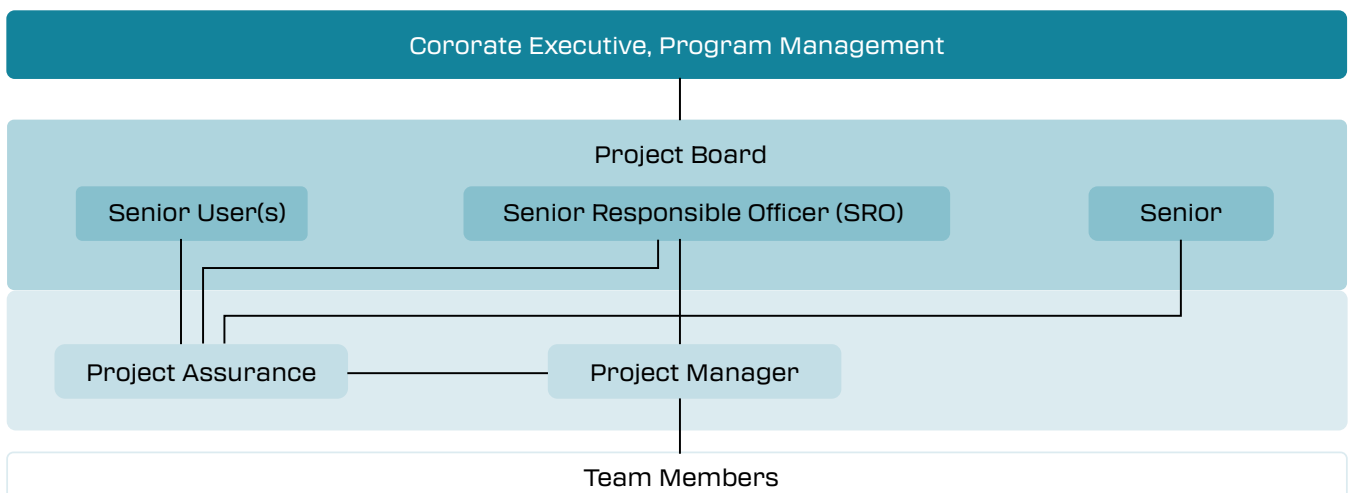 Cororate Executive, Program Management
Project Board
Senior User(s)
Senior Responsible Officer (SRO)
Senior
Project Assurance
Project Manager
Team Members